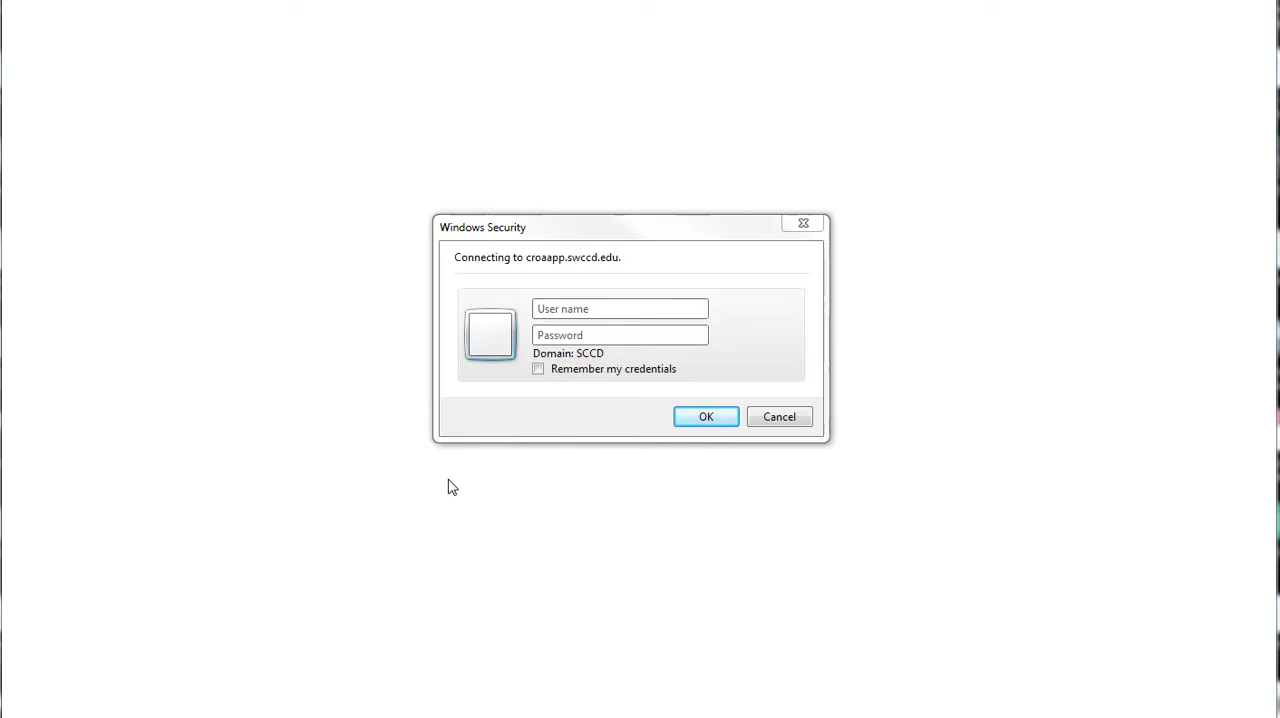 Windows Security
Connecting to croaapp.swccd.edu.
User name
Password
Domain: SCCD
Remember my credentials
OK
Cancel